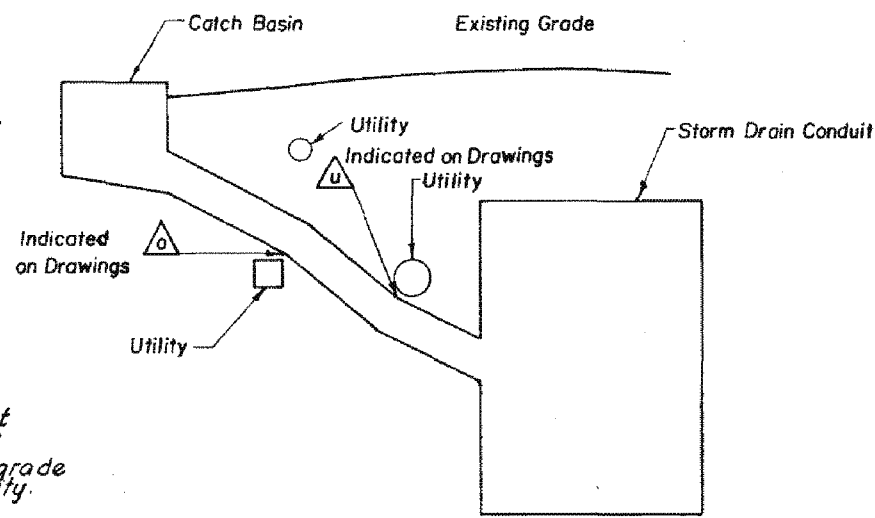 Catch Basin
Existing Grade
Utility
Storm Drain Conduit
Indicated on Drawings
u
Utility
Indicated
on Drawings
o
Utility
grade